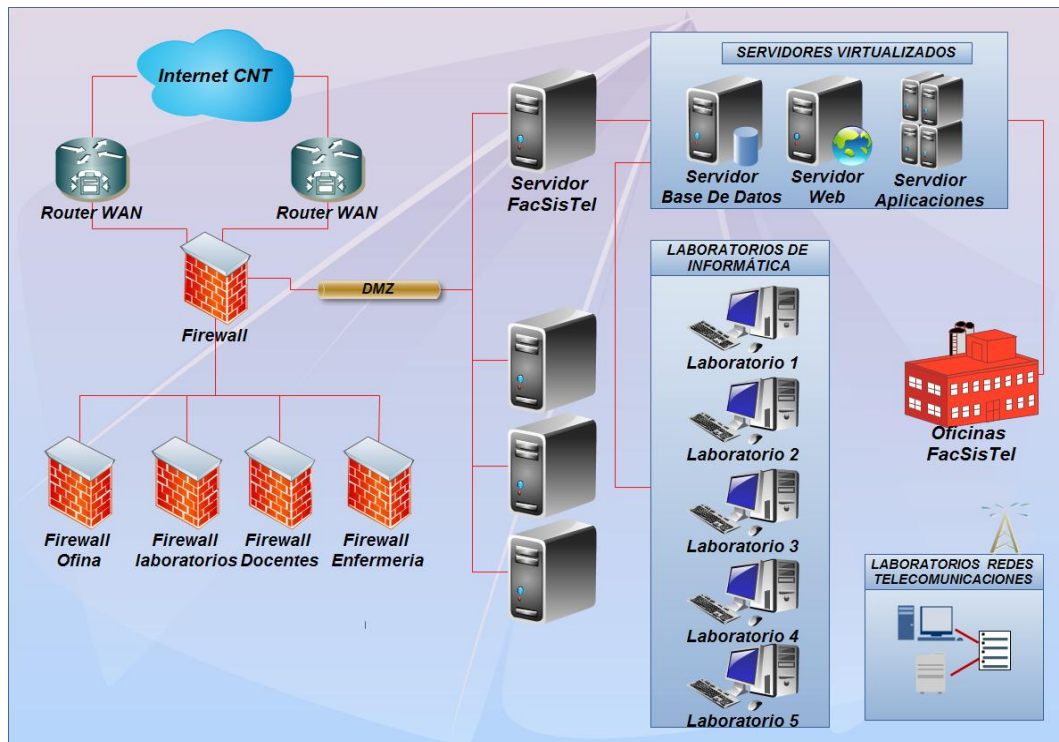 Internet CNT
Router WAN
Router WAN
Firewall
DMZ
Firewall
Ofina
Firewall
laboratorios
Firewall
Docentes
Firewall
Enfermeria
Servidor
FacSisTel
SERVIDORES VIRTUALIZADOS
Servidor
Base De Datos
Servidor
Web
Servdior
Aplicaciones
LABORATORIOS DE
INFORMÁTICA
Laboratorio 1
Laboratorio 2
Laboratorio 3
Laboratorio 4
Laboratorio 5
Oficinas
FacSisTel
LABORATORIOS REDES
TELECOMUNICACIONES